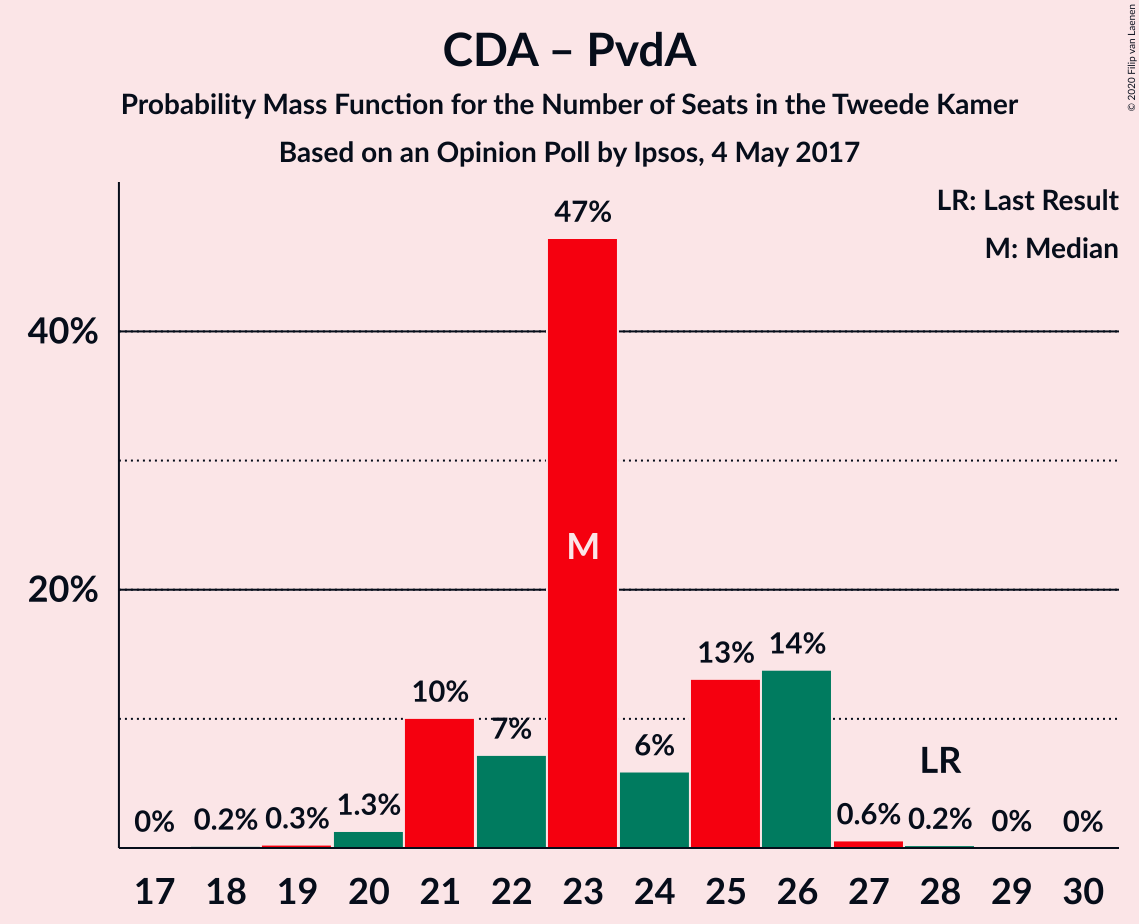 CDA – PvdA
Probability Mass Function for the Number of Seats in the Tweede Kamer
Based on an Opinion Poll by Ipsos, 4 May 2017
© 2020 Filip van Laenen
LR: Last Result
M: Median
47%
40%
M
20%
14%
13%
10%
7%
6%
LR
1.3%
0% 0.2% 0.3% 0.6% 0.2% 0% 0%
17 18 19 20 21 22 23 24 25 26 27 28 29 30